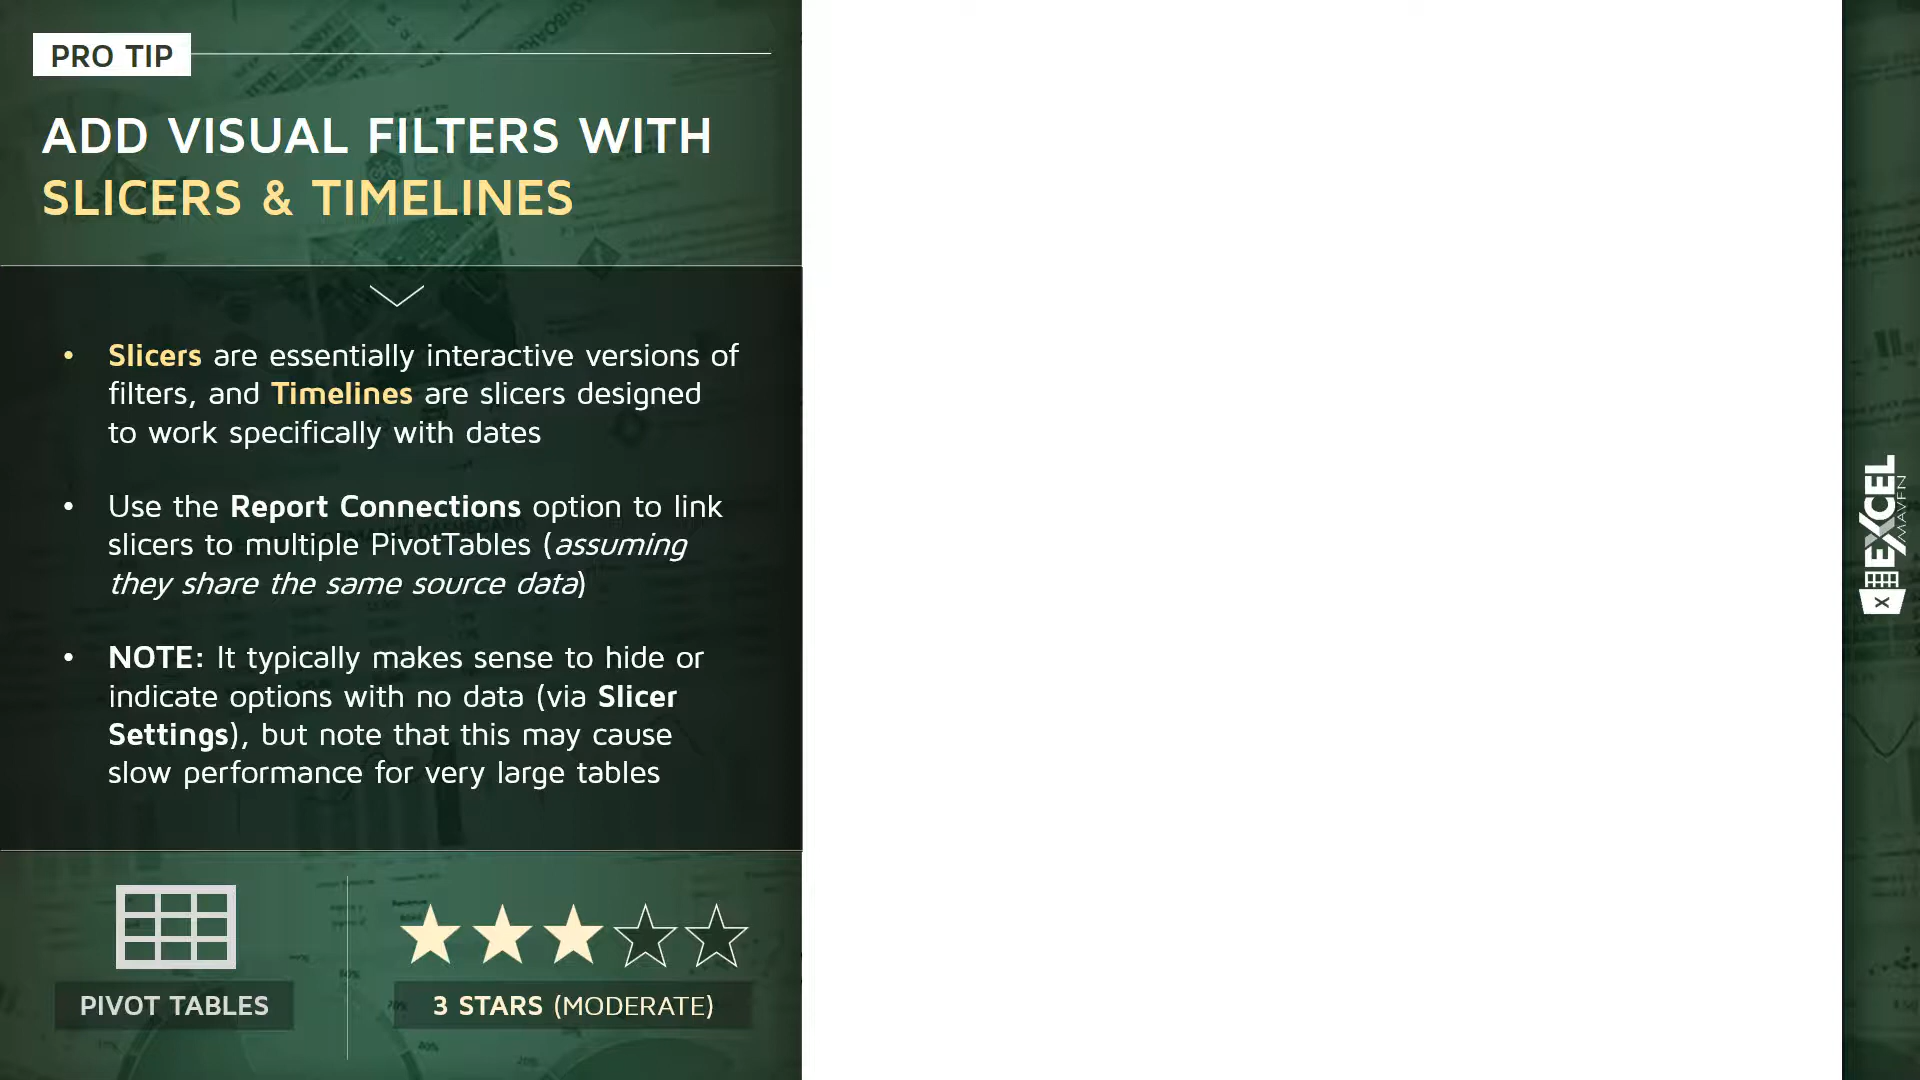 PRO TIP
ADD VISUAL FILTERS WITH
SLICERS & TIMELINES
• Slicers are essentially interactive versions of
filters, and Timelines are slicers designed
to work specifically with dates
• Use the Report Connections option to link
slicers to multiple PivotTables (assuming
they share the same source data)
• NOTE: It typically makes sense to hide or
indicate options with no data (via Slicer
Settings), but note that this may cause
slow performance for very large tables
PIVOT TABLES
3 STARS (MODERATE)
X
EXCEL
MAVEN